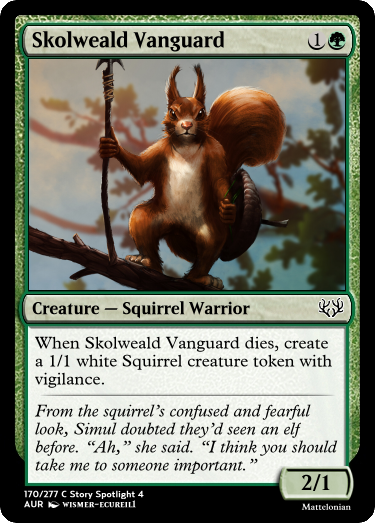 Skolweald Vanguard 1
Creature — Squirrel Warrior
When Skolweald Vanguard dies, create
a 1/1 white Squirrel creature token with
vigilance.
From the squirrel's confused and fearful
look, Simul doubted they'd seen an elf
before. “Ah,” she said. “I think you should
take me to someone important.”
2/1
170/277 C Story Spotlight 4
AUR WISMER-ECUREIL1
Mattelonian